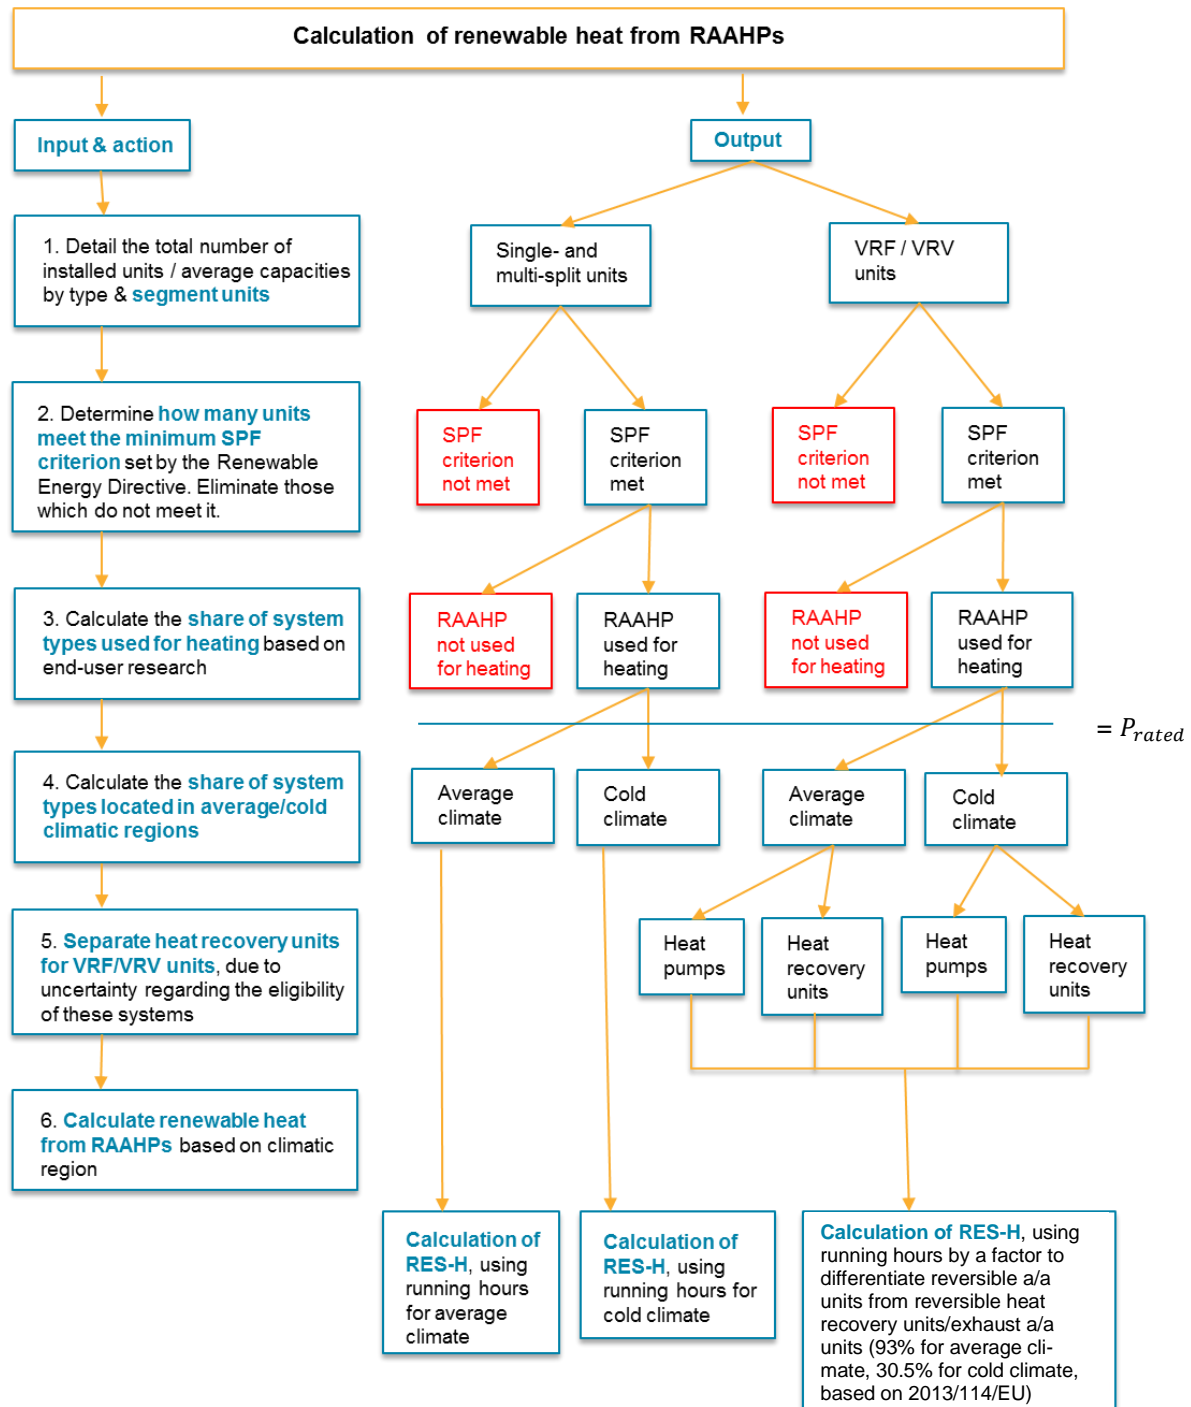 Calculation of renewable heat from RAAHPs
Input & action
1. Detail the total number of
installed units / average capacities
by type & segment units
2. Determine how many units
meet the minimum SPF
criterion set by the Renewable
Energy Directive. Eliminate those
which do not meet it.
3. Calculate the share of system
types used for heating based on
end-user research
4. Calculate the share of system
types located in average/cold
climatic regions
5. Separate heat recovery units
for VRF/VRV units, due to
uncertainty regarding the eligibility
of these systems
6. Calculate renewable heat
from RAAHPs based on climatic
region
Output
Single- and
multi-split units
VRF / VRV
units
SPF
criterion
not met
SPF
criterion
met
SPF
criterion
not met
SPF
criterion
met
RAAHP
not used
for heating
RAAHP
used for
heating
RAAHP
not used
for heating
RAAHP
used for
heating
= P_rated
Average
climate
Cold
climate
Average
climate
Cold
climate
Heat
pumps
Heat
recovery
units
Heat
pumps
Heat
recovery
units
Calculation of
RES-H, using
running hours
for average
climate
Calculation of
RES-H, using
running hours for
cold climate
Calculation of RES-H, using
running hours by a factor to
differentiate reversible a/a
units from reversible heat
recovery units/exhaust a/a
units (93% for average cli-
mate, 30.5% for cold climate,
based on 2013/114/EU)